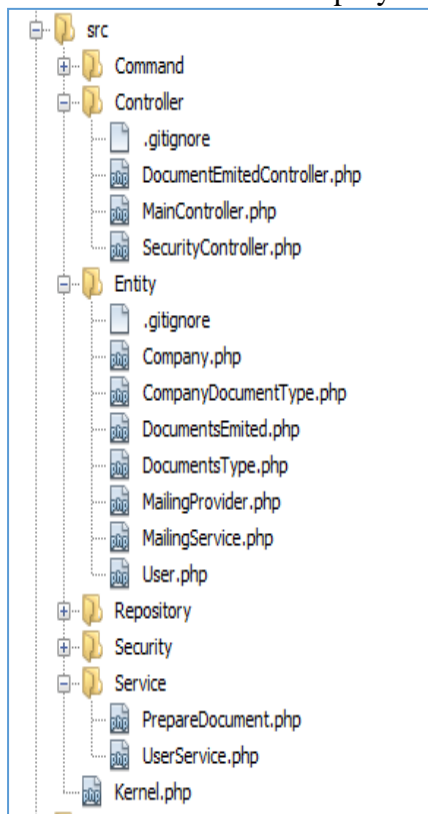 src
Command
Controller
.gitignore
DocumentEmitedController.php
MainController.php
SecurityController.php
Entity
.gitignore
Company.php
CompanyDocumentType.php
DocumentsEmited.php
DocumentsType.php
MailingProvider.php
MailingService.php
User.php
Repository
Security
Service
PrepareDocument.php
UserService.php
Kernel.php